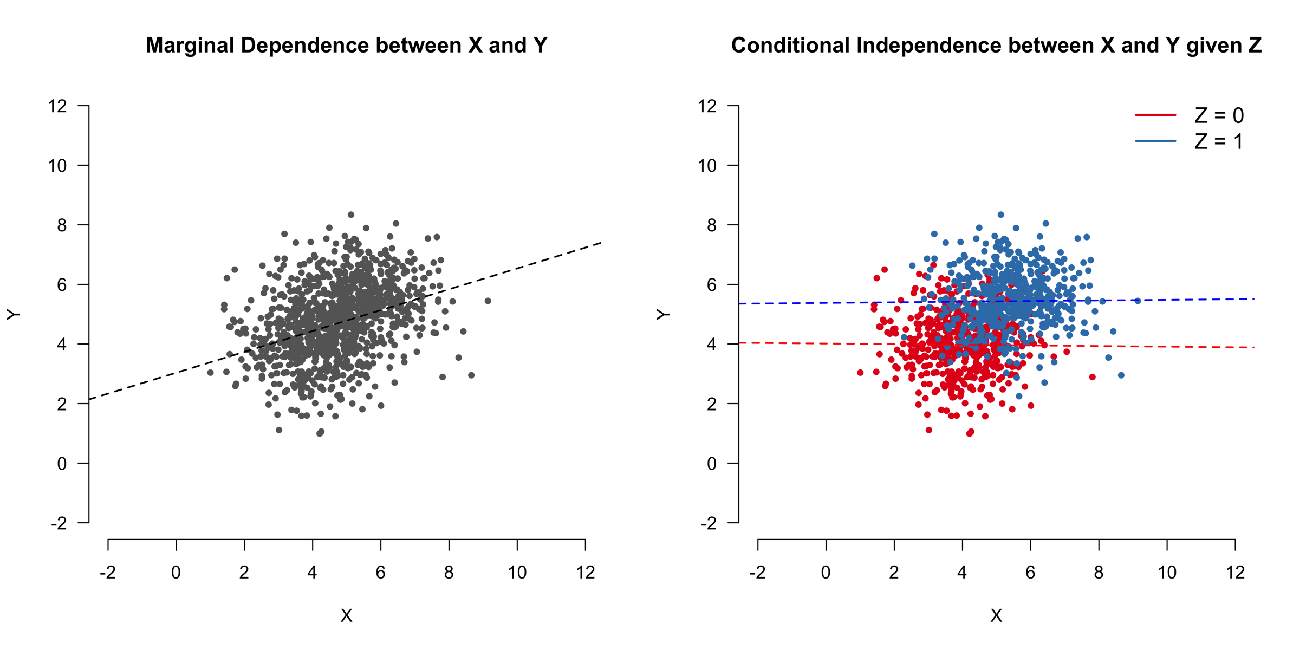 Marginal Dependence between X and Y
12
10
8
6
4
2
0
-2
Y
-2 0 2 4 6 8 10 12
X
Conditional Independence between X and Y given Z
Z = 0
Z = 1
12
10
8
6
4
2
0
-2
Y
-2 0 2 4 6 8 10 12
X